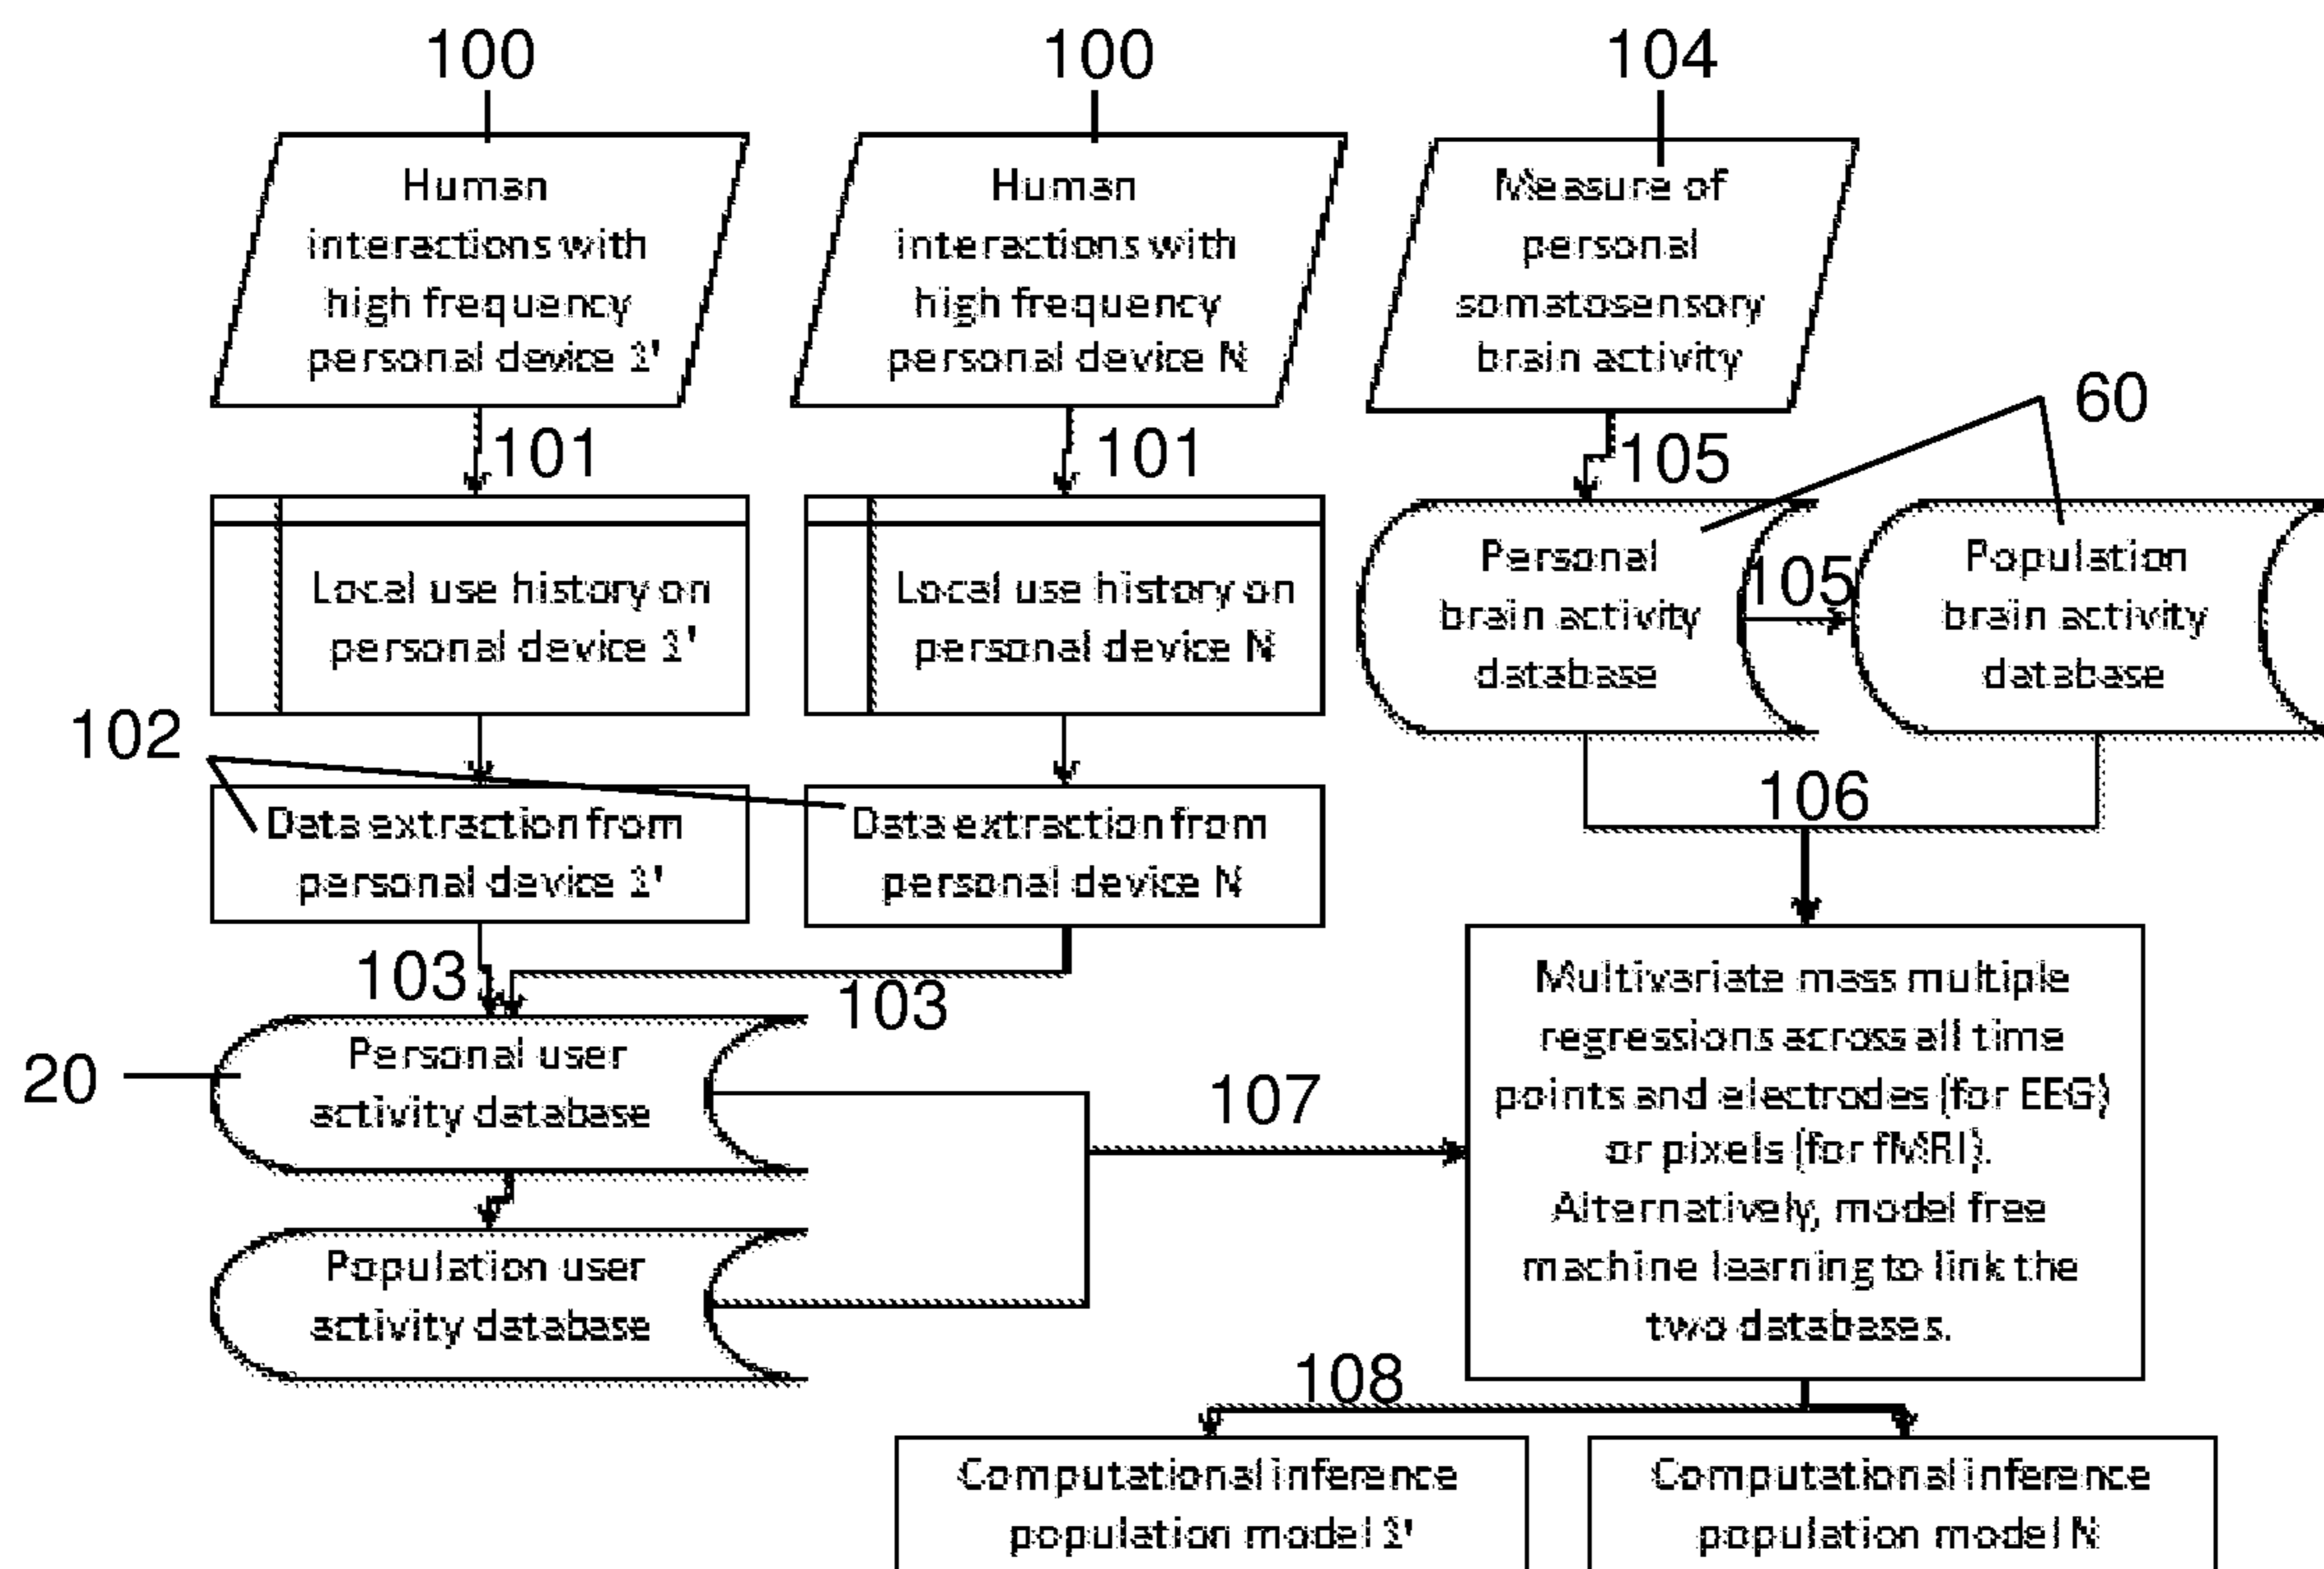 100
100
104
Human
interactions with
high frequency
personal device 1'
Human
interactions with
high frequency
personal device N
Measure of
personal
somatosensory
brain activity
60
101
101
105
Local use history on
personal device 1'
Local use history on
personal device N
Personal
brain activity
database
105
Population
brain activity
database
102
106
Data extraction from
personal device 1'
Data extraction from
personal device N
103
103
20
Personal user
activity database
107
Population user
activity database
Multivariate mass multiple
regressions across all time
points and electrodes (for EEG)
or pixels (for fMRI).
Alternatively, model free
machine learning to link the
two databases.
108
Computational inference
population model 1'
Computational inference
population model N